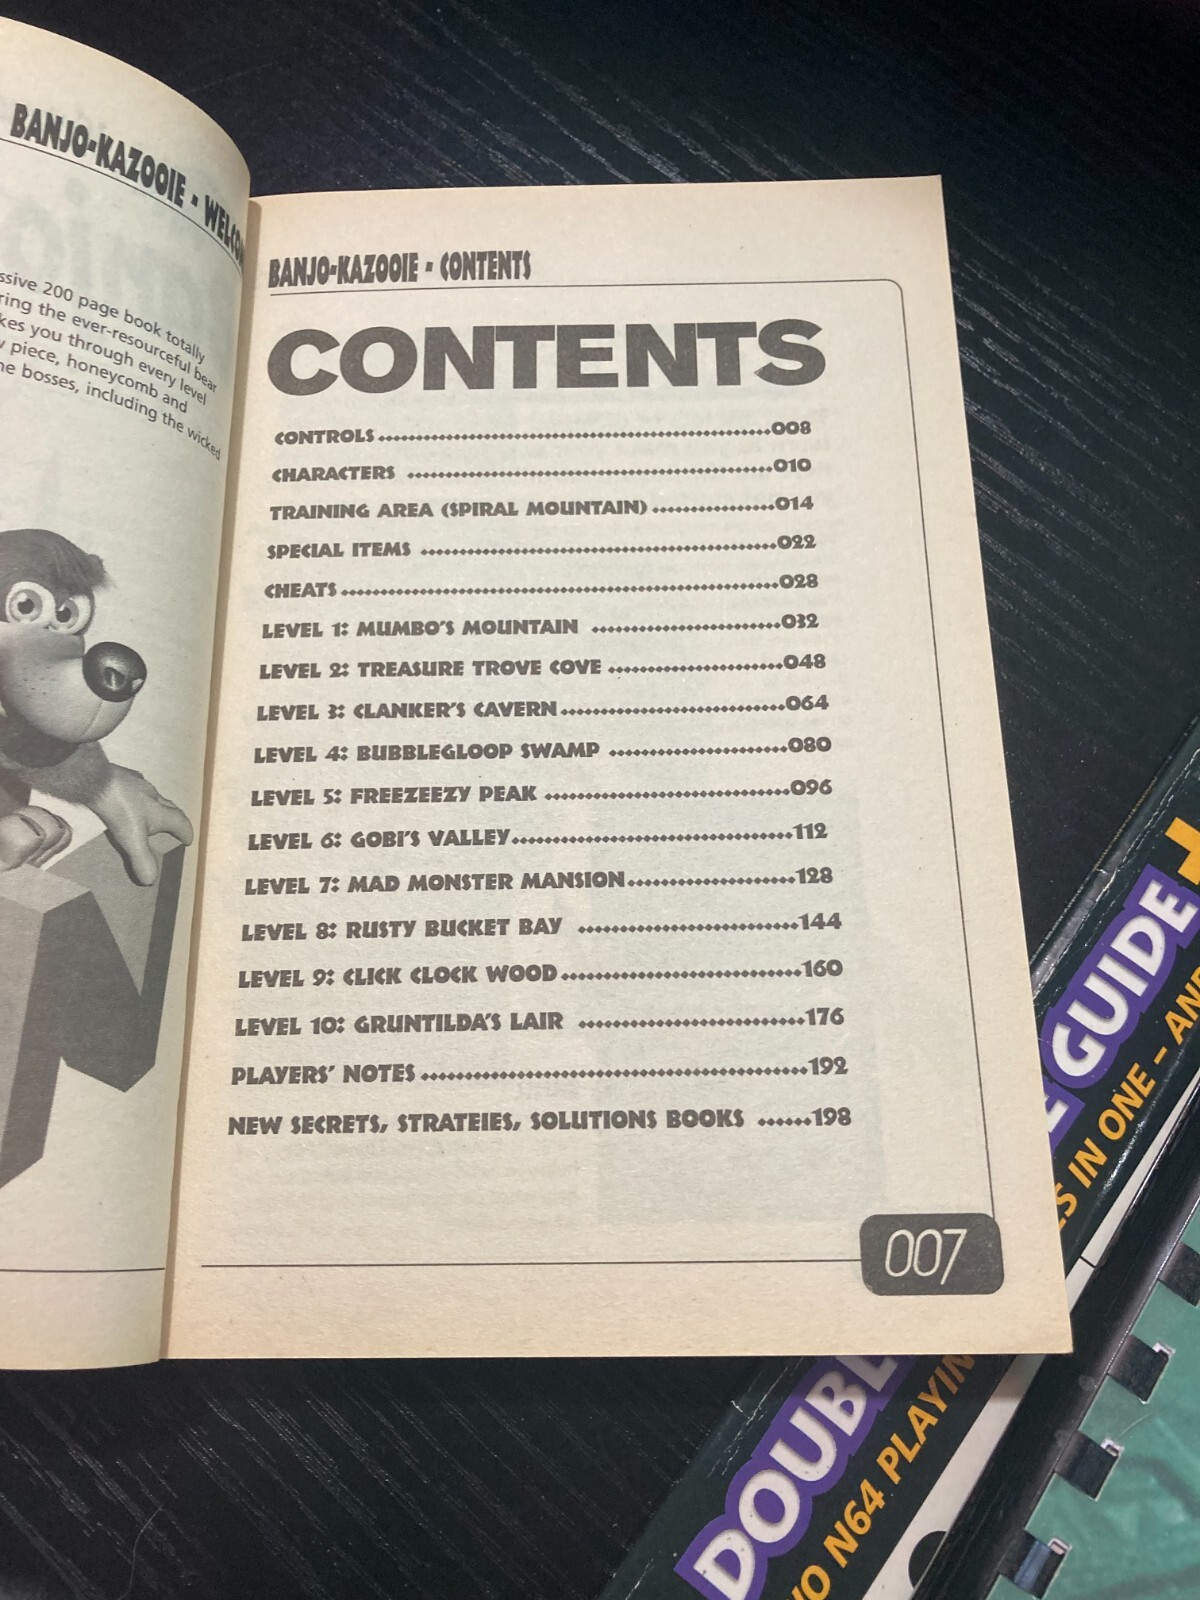 BANJO-KAZOOIE - WELCOM
ssive 200 page book totally
ring the ever-resourceful bear
kes you through every level
y piece, honeycomb and
he bosses, including the wicked
BANJO-KAZOOIE - CONTENTS
CONTENTS
CONTROLS 008
CHARACTERS 010
TRAINING AREA (SPIRAL MOUNTAIN) 014
SPECIAL ITEMS 022
CHEATS 028
LEVEL 1: MUMBO'S MOUNTAIN 032
LEVEL 2: TREASURE TROVE COVE 048
LEVEL 3: CLANKER'S CAVERN 064
LEVEL 4: BUBBLEGLOOP SWAMP 080
LEVEL 5: FREEZEEZY PEAK 096
LEVEL 6: GOBI'S VALLEY 112
LEVEL 7: MAD MONSTER MANSION 128
LEVEL 8: RUSTY BUCKET BAY 144
LEVEL 9: CLICK CLOCK WOOD 160
LEVEL 10: GRUNTILDA'S LAIR 176
PLAYERS' NOTES 192
NEW SECRETS, STRATEIES, SOLUTIONS BOOKS 198
007
DOUBL E GUIDE +
WO N64 PLAYIN ES IN ONE – AND